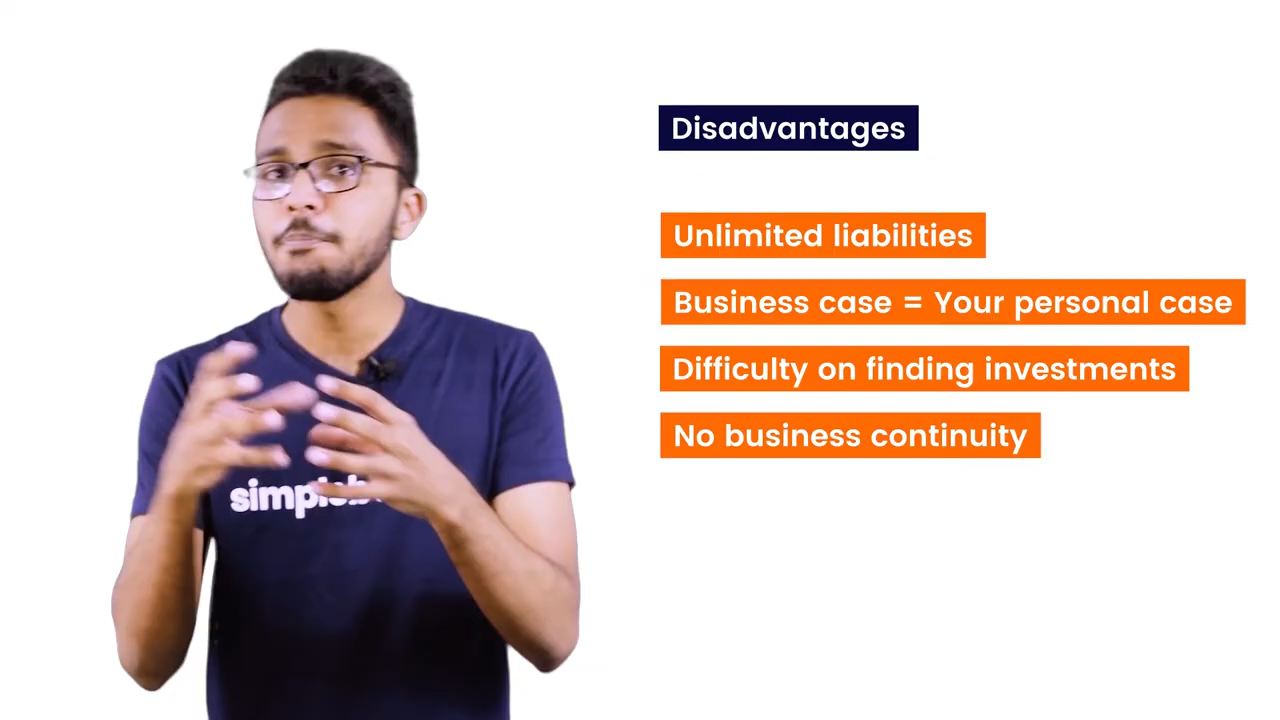 Disadvantages
Unlimited liabilities
Business case = Your personal case
Difficulty on finding investments
No business continuity